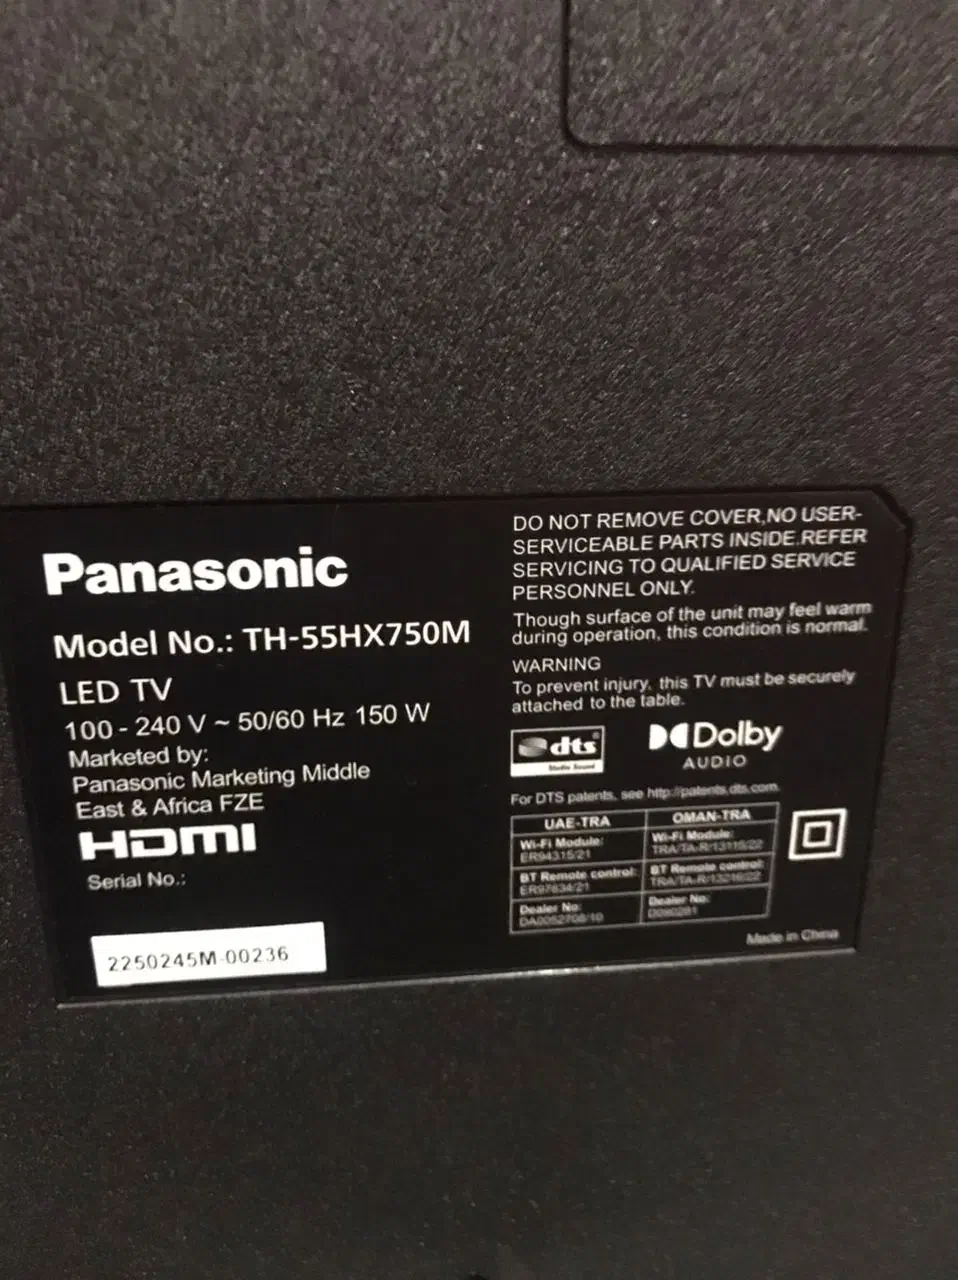 Panasonic
Model No.: TH-55HX750M
LED TV
100 - 240 V ~ 50/60 Hz 150 W
Marketed by:
Panasonic Marketing Middle
East & Africa FZE
HDMI
Serial No.:
2250245M-00236
DO NOT REMOVE COVER,NO USER-
SERVICEABLE PARTS INSIDE.REFER
SERVICING TO QUALIFIED SERVICE
PERSONNEL ONLY.
Though surface of the unit may feel warm
during operation, this condition is normal.
WARNING
To prevent injury, this TV must be securely
attached to the table.
dts
Dolby
AUDIO
For DTS patents, see http://patents.dts.com.
UAE-TRA
Wi-Fi Module:
ER94315/21
BT Remote control:
ER97634/21
Dealer No:
OMAN-TRA
Wi-Fi Module:
BT Remote control:
Dealer No:
Made in China